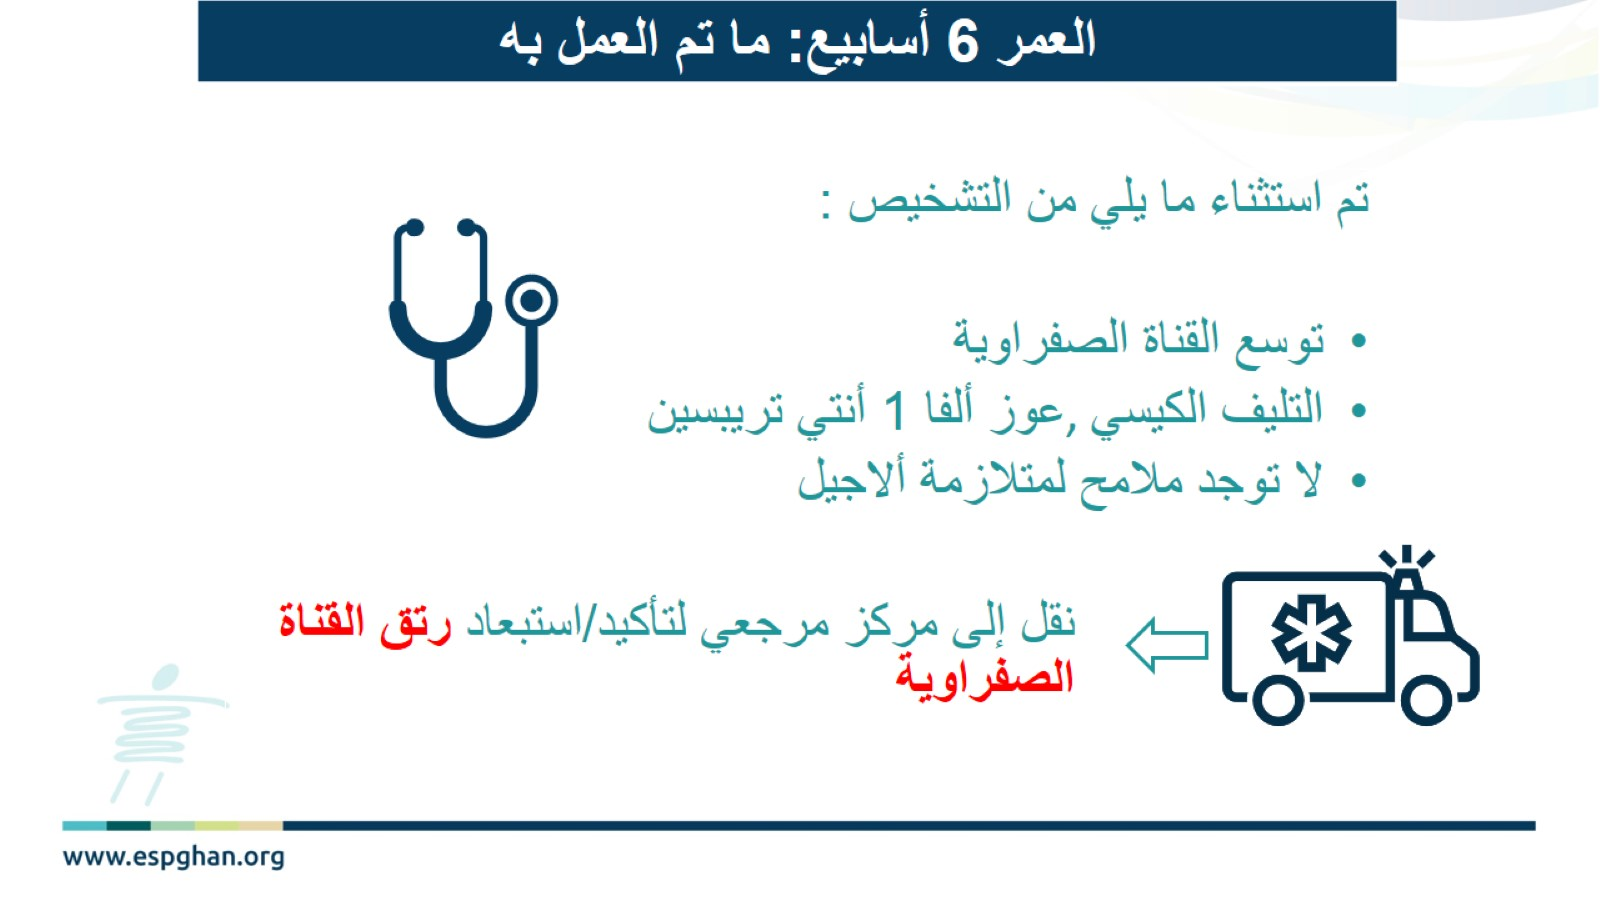 العمر 6 أسابيع: ما تم العمل به
تم استثناء ما يلي من التشخيص :
• توسع القناة الصفراوية
• التليف الكيسي ,عوز ألفا 1 أنتي تريبسين
• لا توجد ملامح لمتلازمة ألاجيل
نقل إلى مركز مرجعي لتأكيد/استبعاد رتق القناة
الصفراوية
www.espghan.org